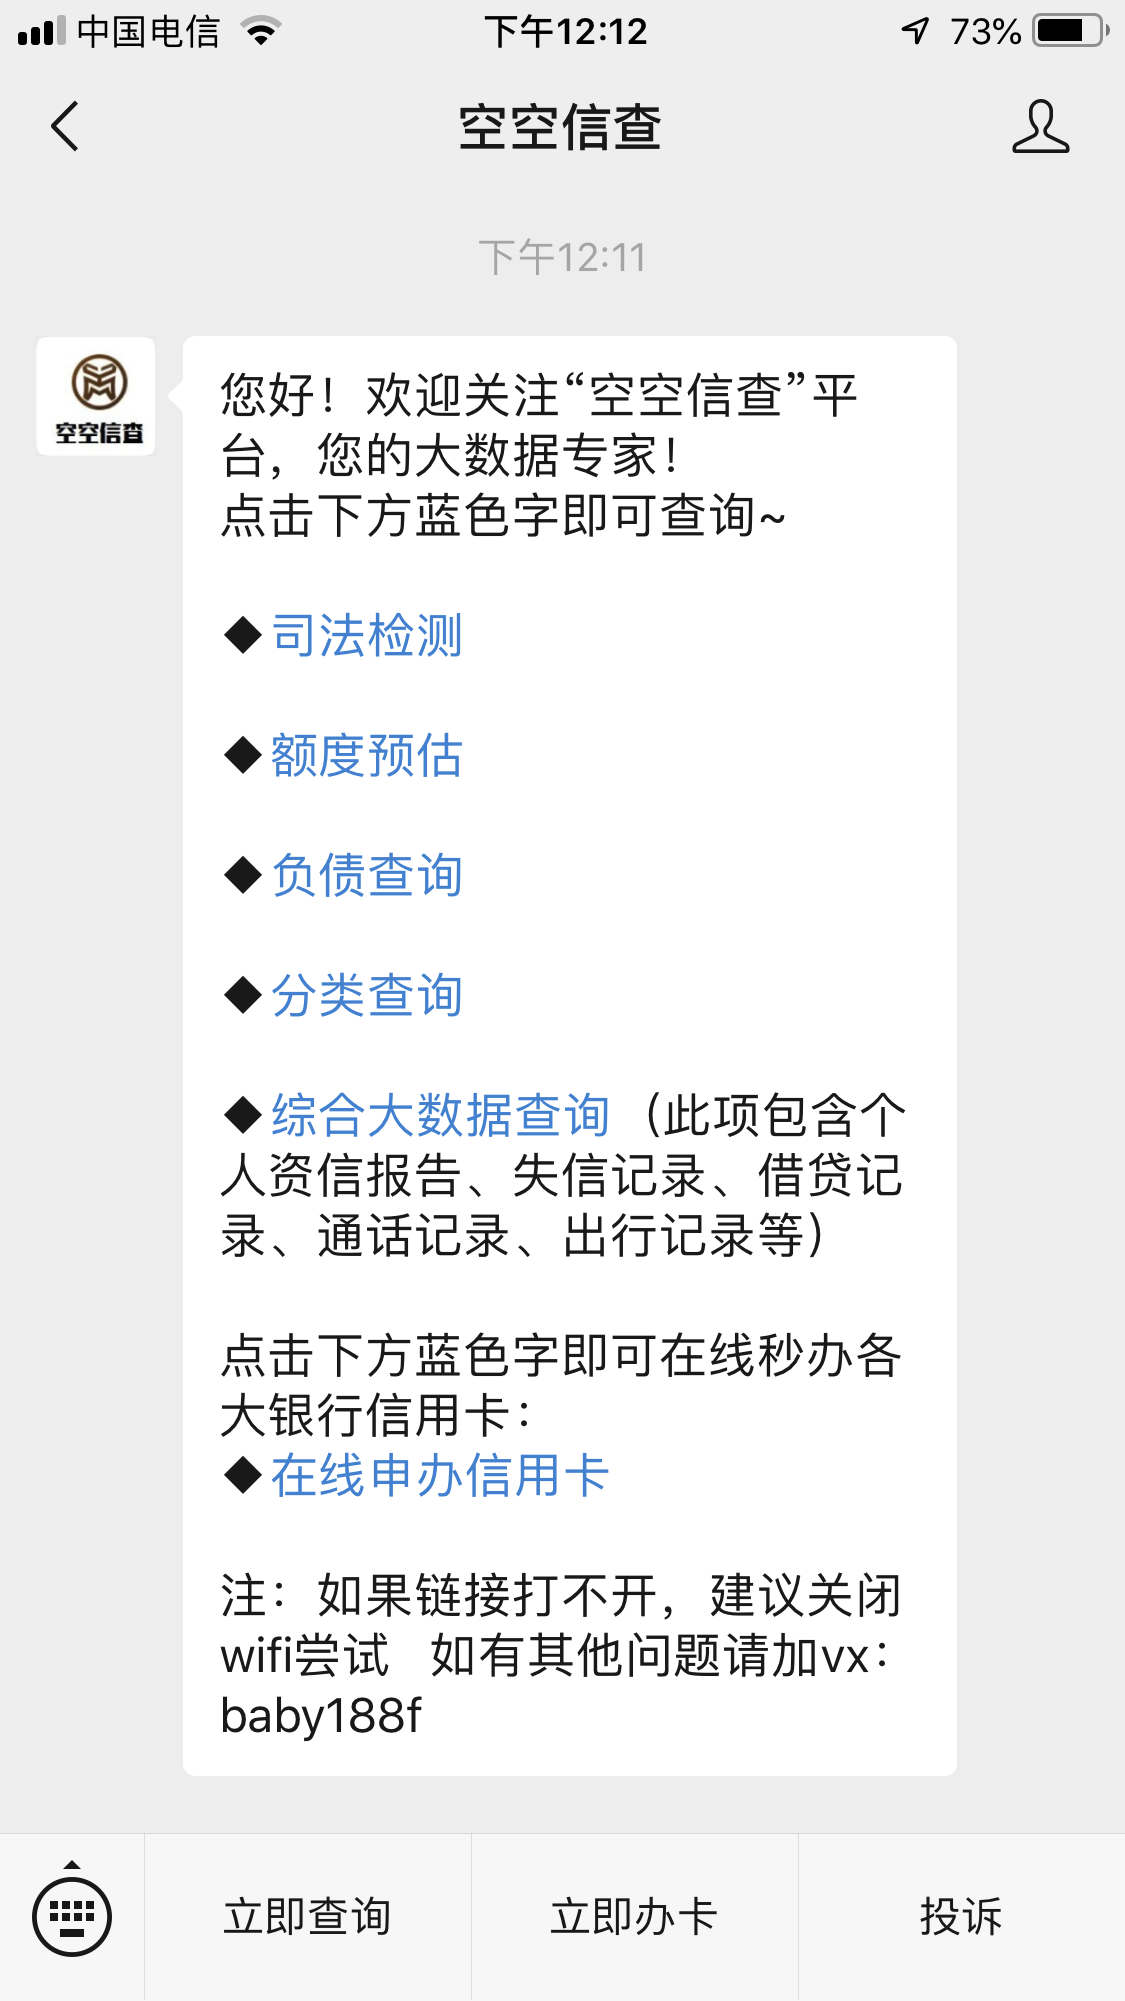 中国电信 下午12:12 73%
空空信查
下午12:11
空空信查
您好！欢迎关注“空空信查”平
台，您的大数据专家！
点击下方蓝色字即可查询~
◆司法检测
◆额度预估
◆负债查询
◆分类查询
◆综合大数据查询（此项包含个
人资信报告、失信记录、借贷记
录、通话记录、出行记录等）
点击下方蓝色字即可在线秒办各
大银行信用卡：
◆在线申办信用卡
注：如果链接打不开，建议关闭
wifi尝试 如有其他问题请加vx：
baby188f
立即查询 立即办卡 投诉